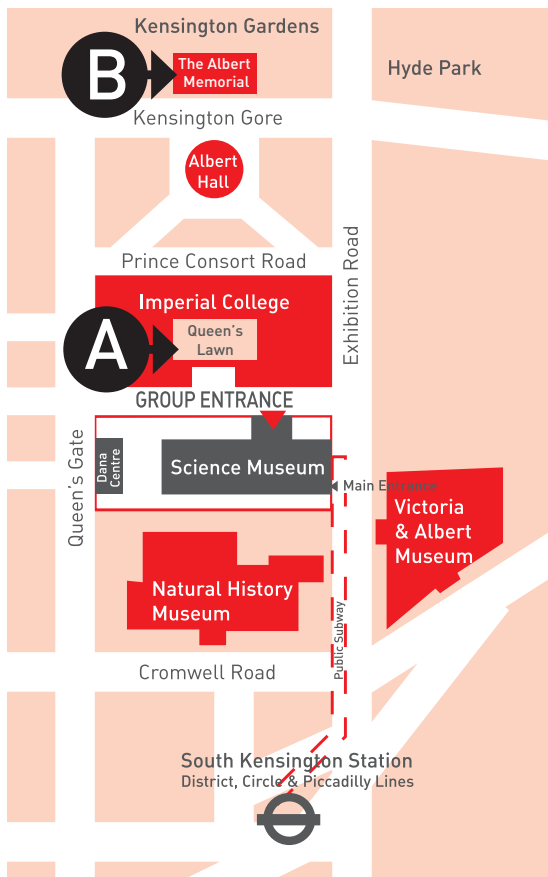 Kensington Gardens
B
The Albert
Memorial
Hyde Park
Kensington Gore
Albert
Hall
Prince Consort Road
Exhibition Road
Imperial College
Queen's
Lawn
A
GROUP ENTRANCE
Queen's Gate
Dana
Centre
Science Museum
Main Entrance
Victoria
& Albert
Museum
Natural History
Museum
Public Subway
Cromwell Road
South Kensington Station
District, Circle & Piccadilly Lines